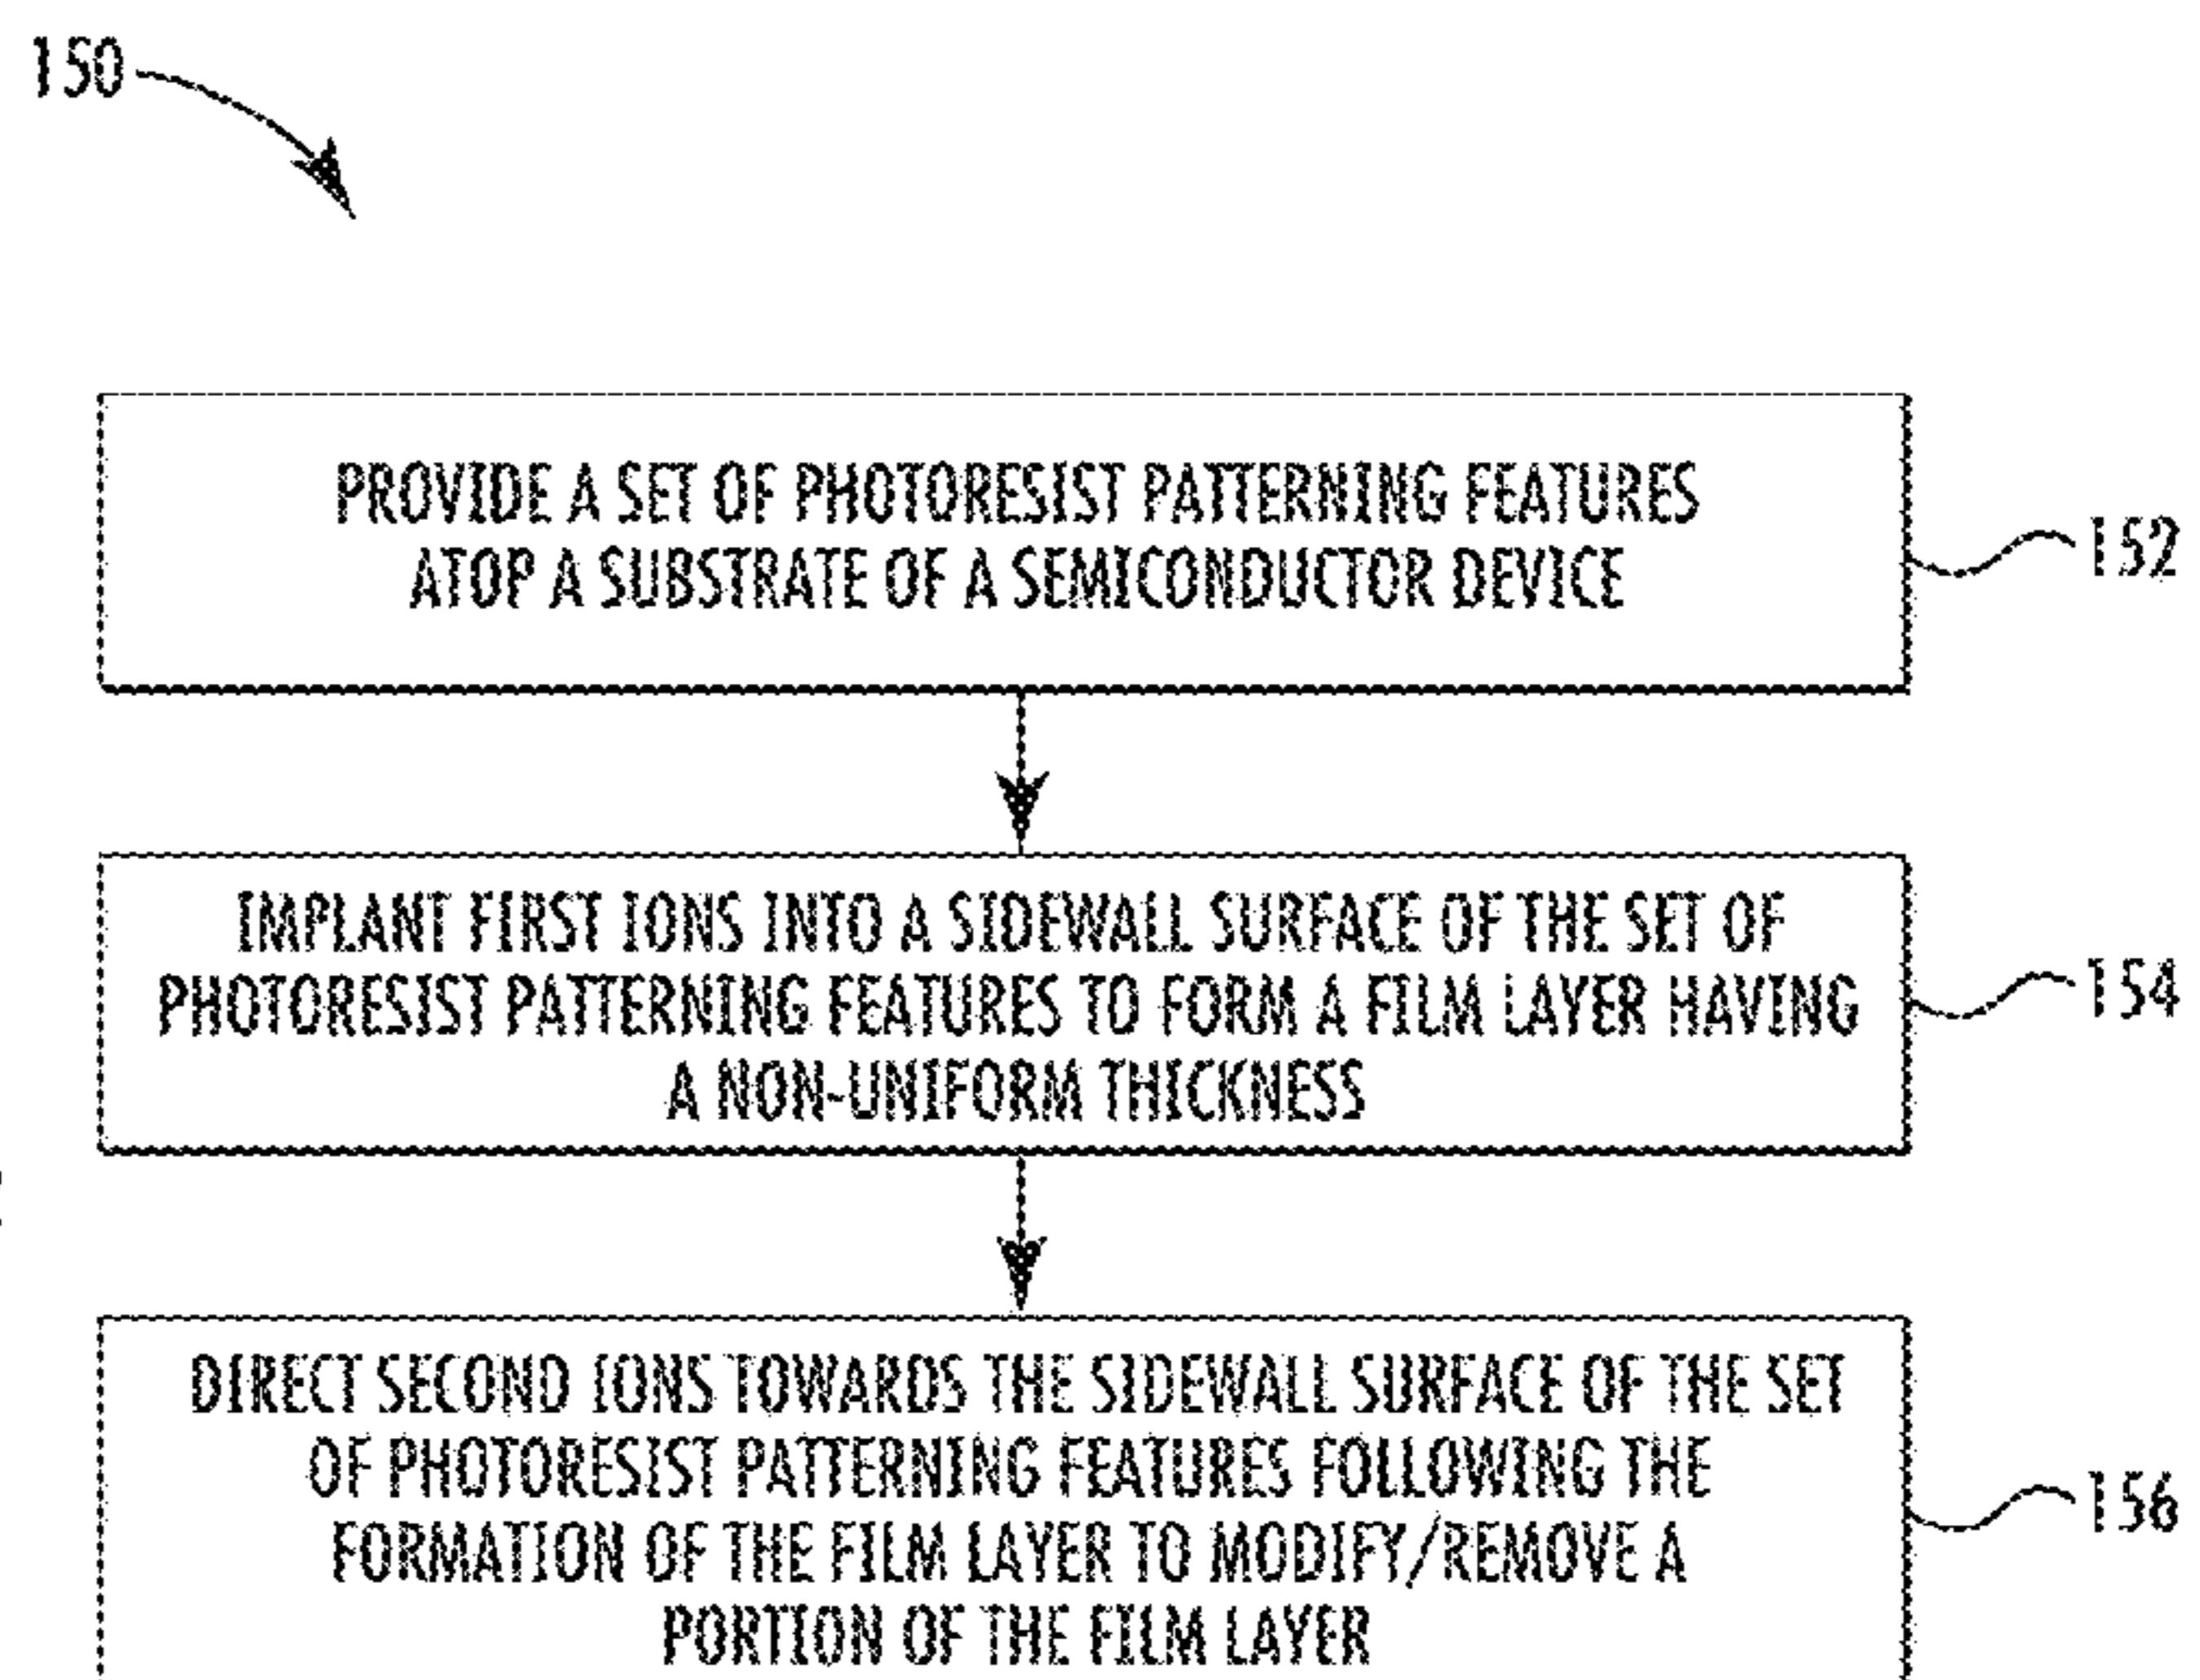 150
PROVIDE A SET OF PHOTORESIST PATTERNING FEATURES
ATOP A SUBSTRATE OF A SEMICONDUCTOR DEVICE
152
IMPLANT FIRST IONS INTO A SIDEWALL SURFACE OF THE SET OF
PHOTORESIST PATTERNING FEATURES TO FORM A FILM LAYER HAVING
A NON-UNIFORM THICKNESS
154
DIRECT SECOND IONS TOWARDS THE SIDEWALL SURFACE OF THE SET
OF PHOTORESIST PATTERNING FEATURES FOLLOWING THE
FORMATION OF THE FILM LAYER TO MODIFY/REMOVE A
PORTION OF THE FILM LAYER
156